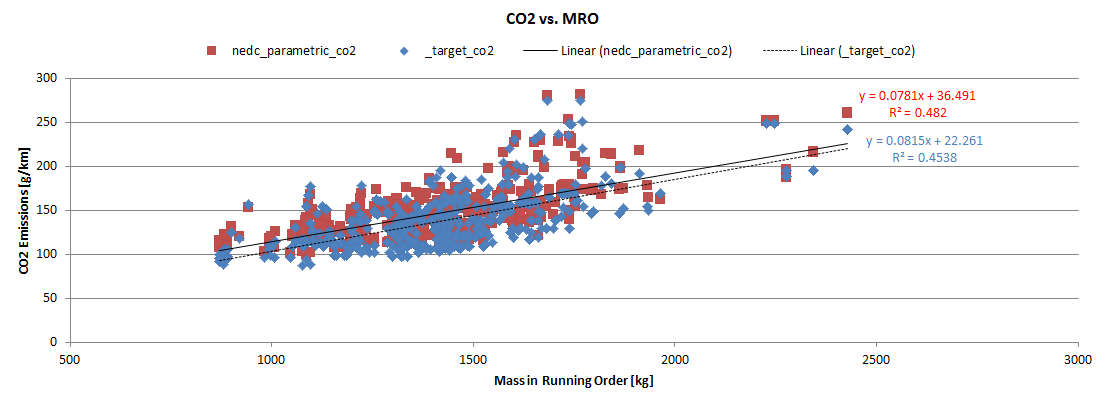 CO2 vs. MRO
nedc_parametric_co2 _target_co2 Linear (nedc_parametric_co2) Linear (_target_co2)
CO2 Emissions [g/km]
300
250
200
150
100
50
0
y = 0.0781x + 36.491
R² = 0.482
y = 0.0815x + 22.261
R² = 0.4538
500 1000 1500 2000 2500 3000
Mass in Running Order [kg]